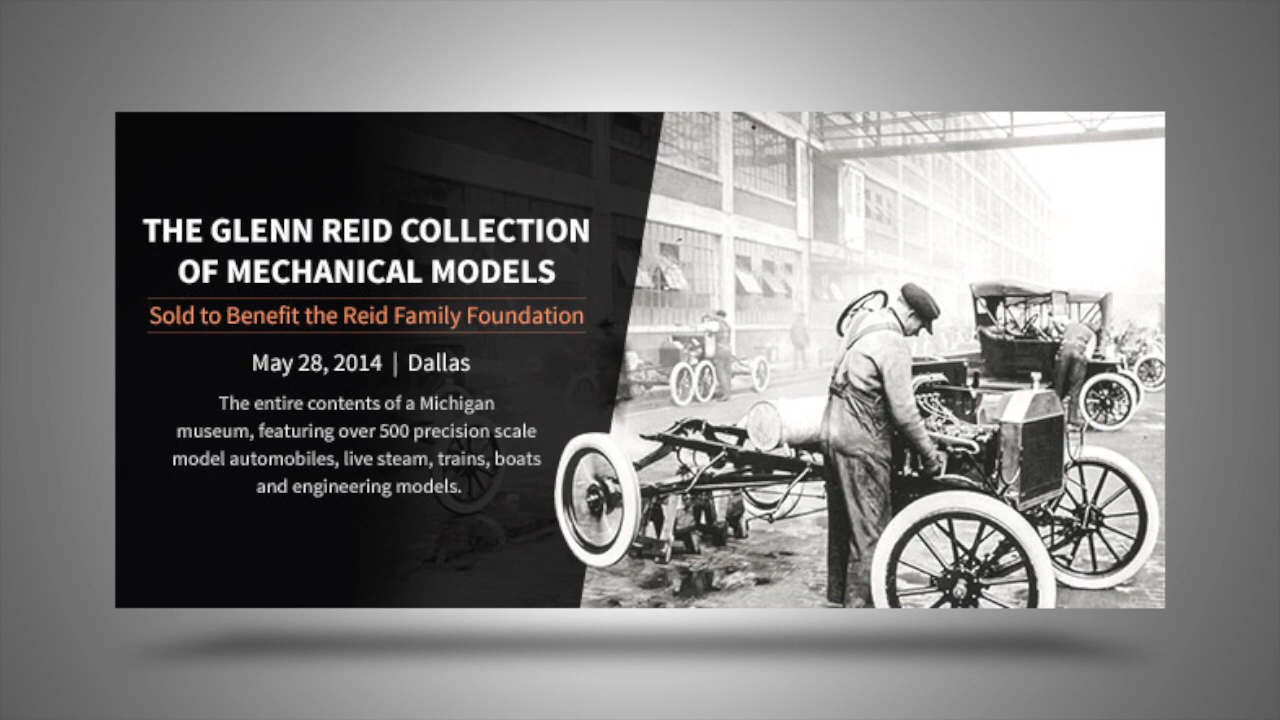 THE GLENN REID COLLECTION
OF MECHANICAL MODELS
Sold to Benefit the Reid Family Foundation
May 28, 2014 | Dallas
The entire contents of a Michigan
museum, featuring over 500 precision scale
model automobiles, live steam, trains, boats
and engineering models.